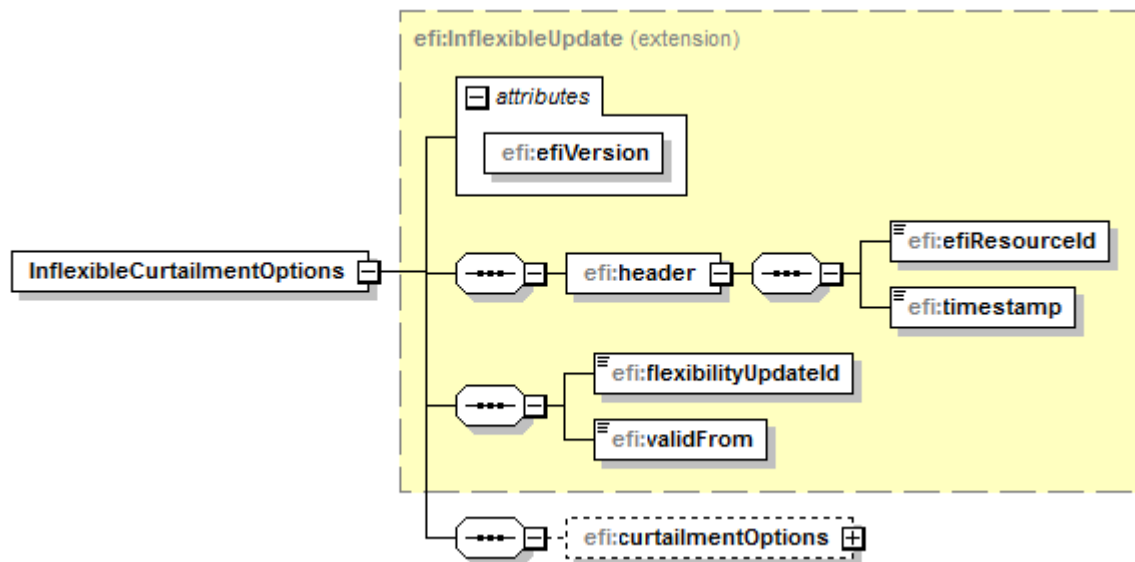 efi:InflexibleUpdate (extension)
attributes
efi:efiVersion
InflexibleCurtailmentOptions
efi:header
efi:efiResourceId
efi:timestamp
efi:flexibilityUpdateId
efi:validFrom
efi:curtailmentOptions